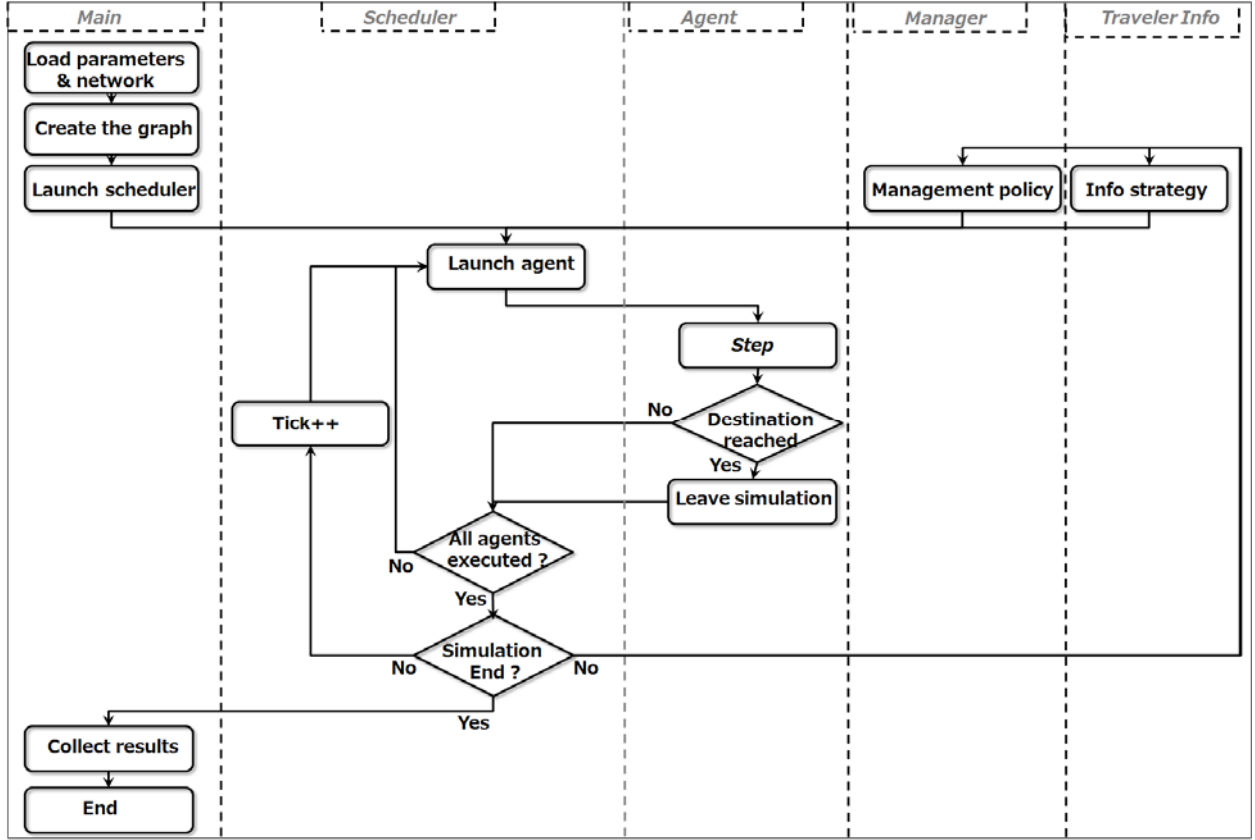 Main
Scheduler
Agent
Manager
Traveler Info
Load parameters
& network
Create the graph
Launch scheduler
Management policy
Info strategy
Launch agent
Step
Tick++
No
Destination
reached
Yes
Leave simulation
All agents
executed ?
No
Yes
Simulation
End ?
No
No
Yes
Collect results
End